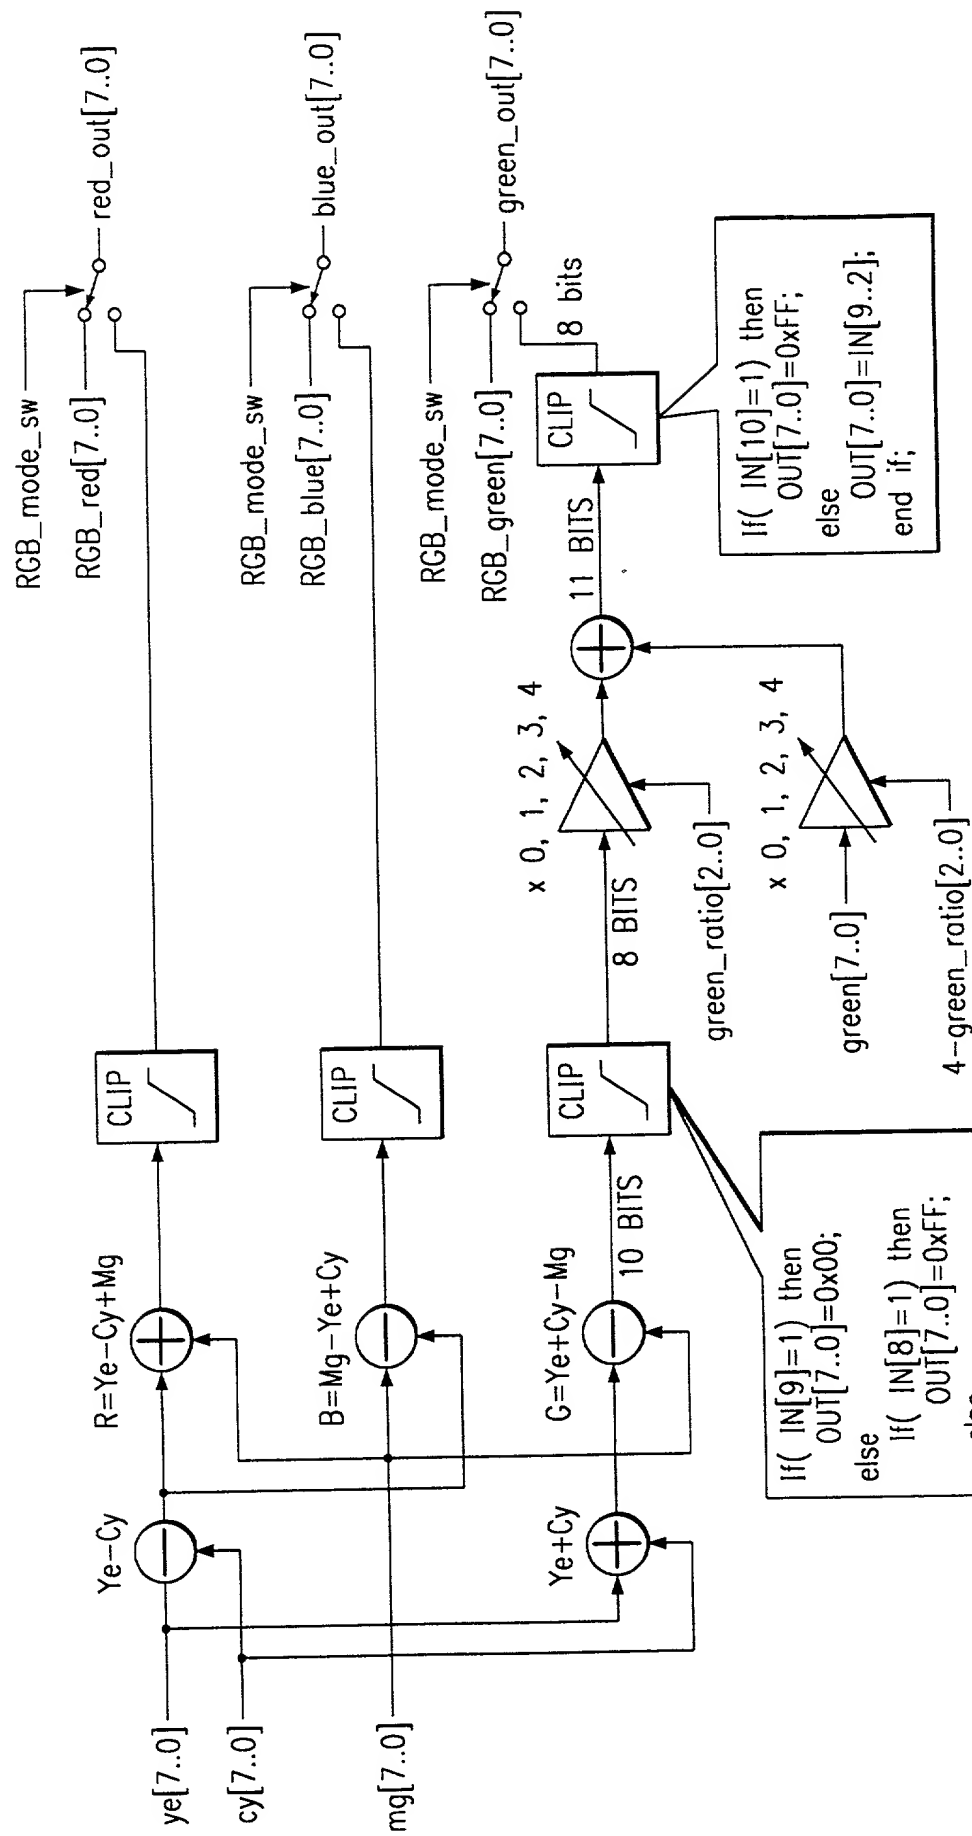 RGB_mode_sw
RGB_red[7..0]
red_out[7..0]
RGB_mode_sw
RGB_blue[7..0]
blue_out[7..0]
RGB_mode_sw
RGB_green[7..0]
green_out[7..0]
ye[7..0]
cy[7..0]
mg[7..0]
Ye-Cy
R=Ye-Cy+Mg
CLIP
B=Mg-Ye+Cy
CLIP
Ye+Cy
G=Ye+Cy-Mg
10 BITS
CLIP
8 BITS
x 0, 1, 2, 3, 4
green_ratio[2..0]
11 BITS
CLIP
8 bits
green[7..0]
x 0, 1, 2, 3, 4
4-green_ratio[2..0]
If( IN[9]=1) then
OUT[7..0]=0x00;
else
If( IN[8]=1) then
OUT[7..0]=0xFF;
If( IN[10]=1) then
OUT[7..0]=0xFF;
else
OUT[7..0]=IN[9..2];
end if;